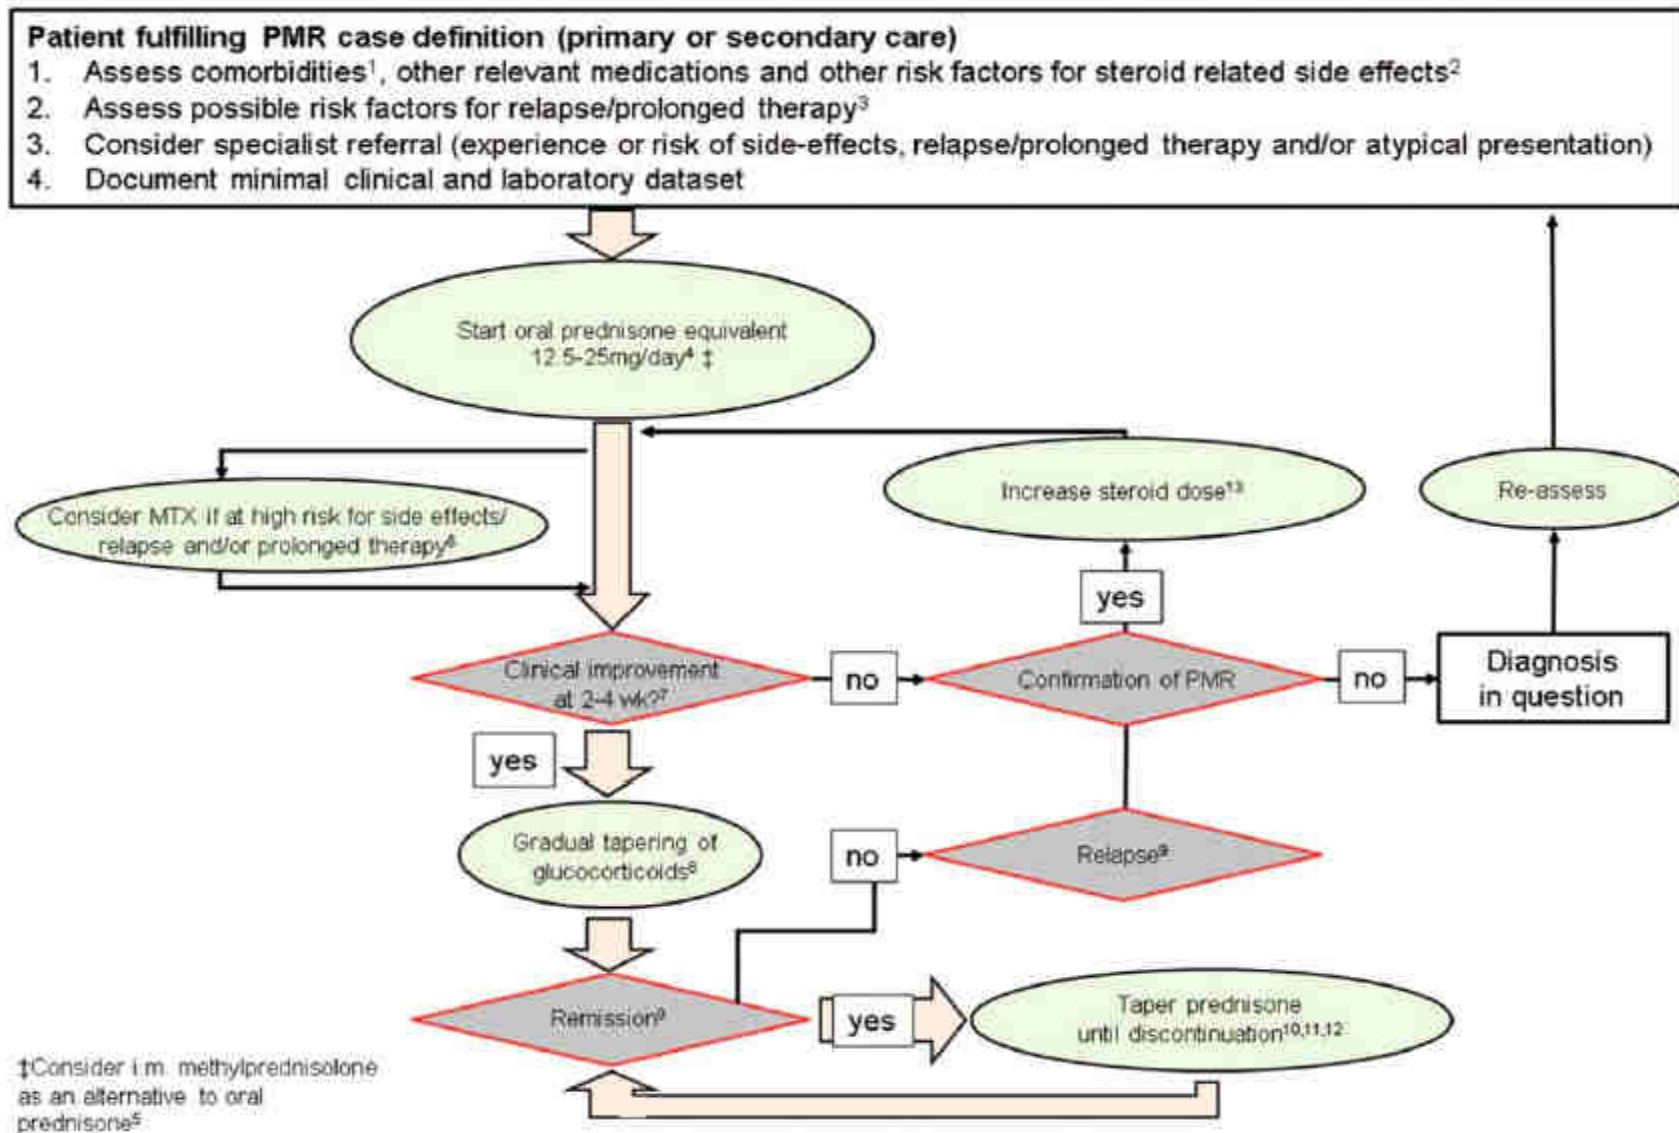 Patient fulfilling PMR case definition (primary or secondary care)
1. Assess comorbidities¹, other relevant medications and other risk factors for steroid related side effects²
2. Assess possible risk factors for relapse/prolonged therapy³
3. Consider specialist referral (experience or risk of side-effects, relapse/prolonged therapy and/or atypical presentation)
4. Document minimal clinical and laboratory dataset
Start oral prednisone equivalent
12.5-25mg/day⁴ ‡
Consider MTX if at high risk for side effects/
relapse and/or prolonged therapy⁶
Increase steroid dose¹³
Re-assess
yes
Clinical improvement
at 2-4 wk?⁷
no
Confirmation of PMR
no
Diagnosis
in question
yes
Gradual tapering of
glucocorticoids⁸
no
Relapse⁹
Remission⁹
yes
Taper prednisone
until discontinuation¹⁰,¹¹,¹²
‡Consider i.m. methylprednisolone
as an alternative to oral
prednisone⁵